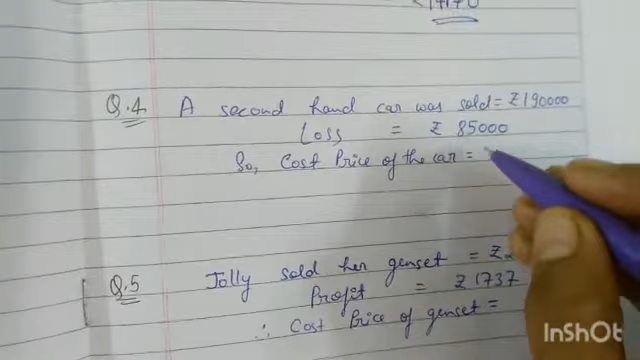 17170
Q.4 A second hand car was sold = ₹190000
Loss = ₹ 85000
So, Cost Price of the car =
Q.5 Jolly sold her genset = ₹
Profit = ₹ 1737
∴ Cost Price of genset =
InShOt